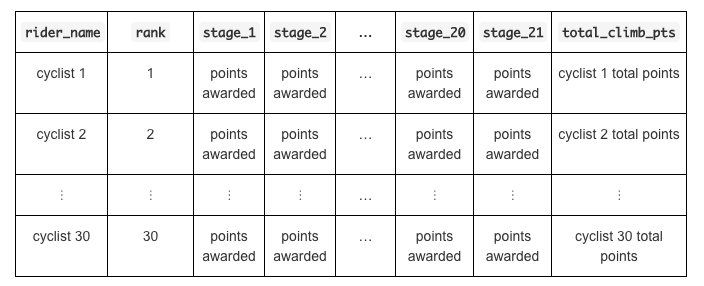 rider_name rank stage_1 stage_2 ... stage_20 stage_21 total_climb_pts
cyclist 1 1 points awarded points awarded ... points awarded points awarded cyclist 1 total points
cyclist 2 2 points awarded points awarded ... points awarded points awarded cyclist 2 total points
⋮ ⋮ ⋮ ⋮ ... ⋮ ⋮ ⋮
cyclist 30 30 points awarded points awarded ... points awarded points awarded cyclist 30 total points